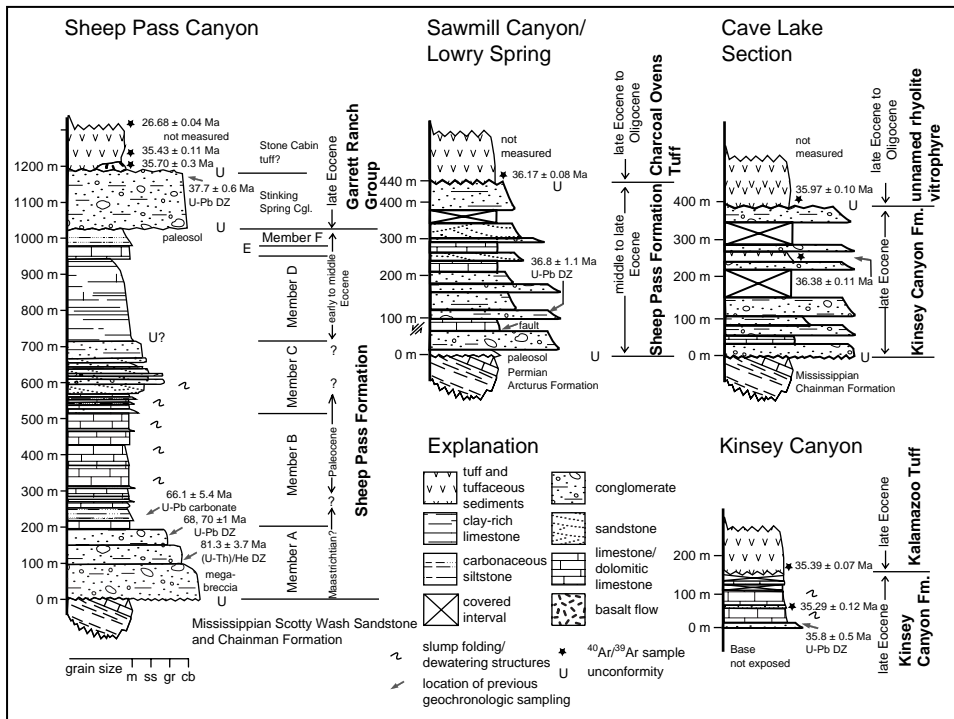 Sheep Pass Canyon
26.68 ± 0.04 Ma
not measured
35.43 ± 0.11 Ma
35.70 ± 0.3 Ma
U
37.7 ± 0.6 Ma
U-Pb DZ
U
paleosol
1200 m
1000 m
900 m
700 m
600 m
500 m
400 m
300 m
200 m
100 m
0 m
U?
66.1 ± 5.4 Ma
U-Pb carbonate
68, 70 ±1 Ma
U-Pb DZ
81.3 ± 3.7 Ma
(U-Th)/He DZ
mega-
breccia
U
Stone Cabin
tuff?
Stinking
Spring Cgl.
late Eocene
Garrett Ranch
Group
Member F
E
Member D
early to middle
Eocene
Member C
?
?
Member B
Paleocene
?
Member A
Maastrichtian?
Sheep Pass Formation
Mississippian Scotty Wash Sandstone
and Chainman Formation
grain size
m ss gr cb
Sawmill Canyon/
Lowry Spring
not
measured
36.17 ± 0.08 Ma
U
440 m
400 m
300 m
200 m
100 m
0 m
36.8 ± 1.1 Ma
U-Pb DZ
fault
paleosol
U
Permian
Arcturus Formation
late Eocene to
Oligocene
Charcoal Ovens
Tuff
middle to late
Eocene
Sheep Pass Formation
Cave Lake
Section
not
measured
35.97 ± 0.10 Ma
U
400 m
300 m
200 m
100 m
0 m
36.38 ± 0.11 Ma
U
Mississippian
Chainman Formation
late Eocene to
Oligocene
unnamed rhyolite
vitrophyre
late Eocene
Kinsey Canyon Fm.
Explanation
tuff and
tuffaceous
sediments
clay-rich
limestone
carbonaceous
siltstone
covered
interval
conglomerate
sandstone
limestone/
dolomitic
limestone
basalt flow
slump folding/
dewatering structures
location of previous
geochronologic sampling
⁴⁰Ar/³⁹Ar sample
U unconformity
Kinsey Canyon
200 m
100 m
0 m
35.39 ± 0.07 Ma
35.29 ± 0.12 Ma
35.8 ± 0.5 Ma
U-Pb DZ
Base
not exposed
late Eocene
Kalamazoo Tuff
late Eocene
Kinsey
Canyon Fm.